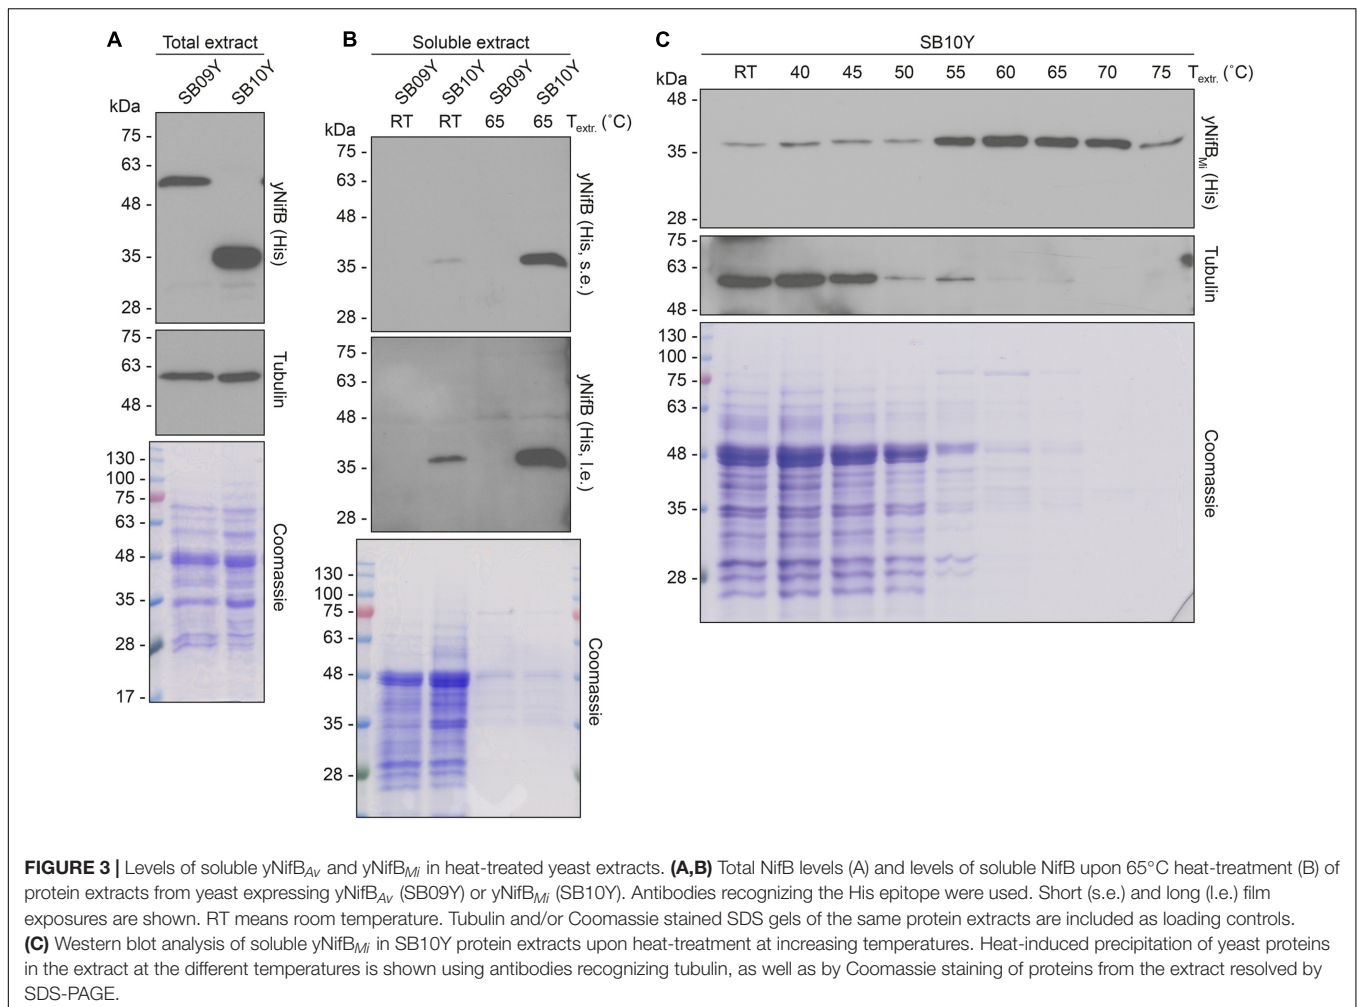 A
Total extract
SB09Y SB10Y
kDa
75 -
63 -
48 -
35 -
28 -
yNifB (His)
75 -
63 -
48 -
Tubulin
130 -
100 -
75 -
63 -
48 -
35 -
28 -
17 -
Coomassie
B
Soluble extract
SB09Y SB10Y SB09Y SB10Y
RT RT 65 65 Textr. (°C)
kDa
75 -
63 -
48 -
35 -
28 -
yNifB (His, s.e.)
75 -
63 -
48 -
35 -
28 -
yNifB (His, l.e.)
130 -
100 -
75 -
63 -
48 -
35 -
28 -
Coomassie
C
SB10Y
kDa RT 40 45 50 55 60 65 70 75 Textr. (°C)
48 -
35 -
28 -
yNifBMi (His)
75 -
63 -
48 -
Tubulin
130 -
100 -
75 -
63 -
48 -
35 -
28 -
Coomassie
FIGURE 3 | Levels of soluble yNifBAv and yNifBMi in heat-treated yeast extracts. (A,B) Total NifB levels (A) and levels of soluble NifB upon 65°C heat-treatment (B) of
protein extracts from yeast expressing yNifBAv (SB09Y) or yNifBMi (SB10Y). Antibodies recognizing the His epitope were used. Short (s.e.) and long (l.e.) film
exposures are shown. RT means room temperature. Tubulin and/or Coomassie stained SDS gels of the same protein extracts are included as loading controls.
(C) Western blot analysis of soluble yNifBMi in SB10Y protein extracts upon heat-treatment at increasing temperatures. Heat-induced precipitation of yeast proteins
in the extract at the different temperatures is shown using antibodies recognizing tubulin, as well as by Coomassie staining of proteins from the extract resolved by
SDS-PAGE.